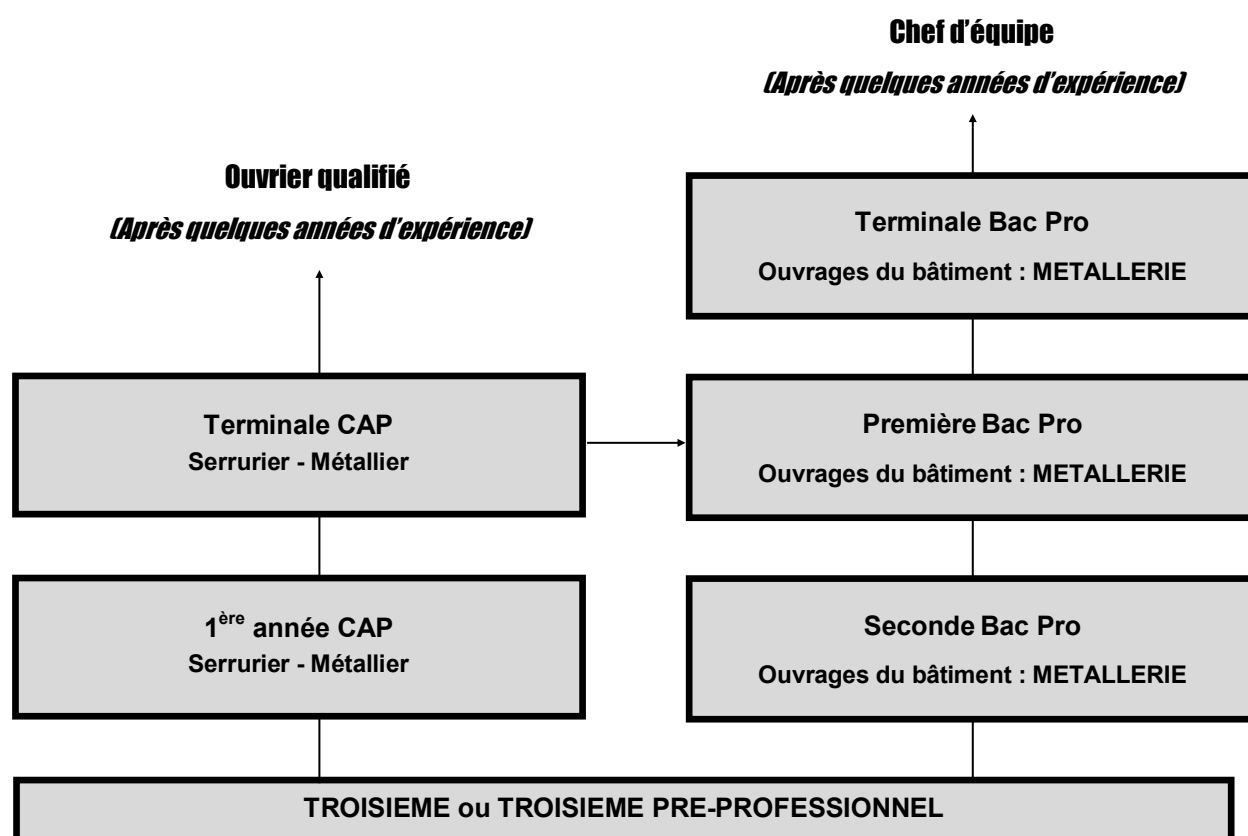 Chef d’équipe
(Après quelques années d’expérience)
Ouvrier qualifié
(Après quelques années d’expérience)
Terminale Bac Pro
Ouvrages du bâtiment : METALLERIE
Terminale CAP
Serrurier - Métallier
Première Bac Pro
Ouvrages du bâtiment : METALLERIE
1ère année CAP
Serrurier - Métallier
Seconde Bac Pro
Ouvrages du bâtiment : METALLERIE
TROISIEME ou TROISIEME PRE-PROFESSIONNEL